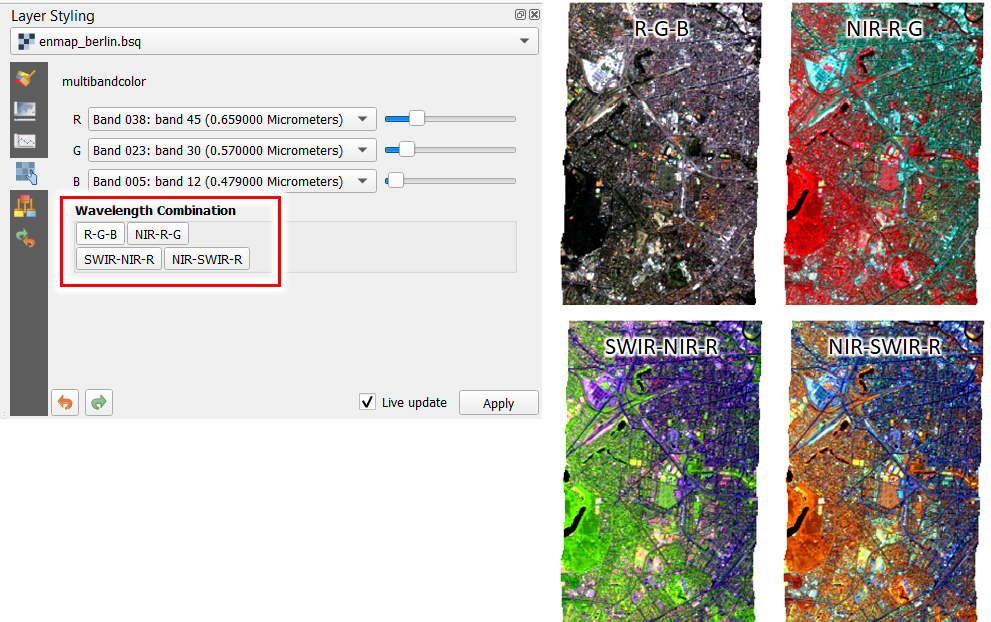 Layer Styling
enmap_berlin.bsq
multibandcolor
R Band 038: band 45 (0.659000 Micrometers)
G Band 023: band 30 (0.570000 Micrometers)
B Band 005: band 12 (0.479000 Micrometers)
Wavelength Combination
R-G-B NIR-R-G
SWIR-NIR-R NIR-SWIR-R
Live update Apply
R-G-B NIR-R-G
SWIR-NIR-R NIR-SWIR-R